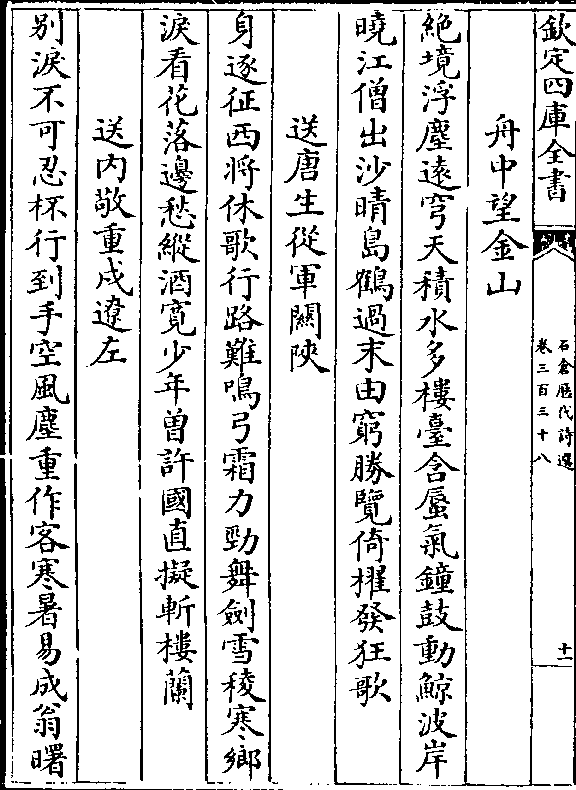 欽定四庫全書
石倉歷代詩選
卷三百三十八
十一
舟中望金山
絕境浮塵遠穹天積水多樓臺含蜃氣鐘鼓動鯨波岸
曉江僧出沙晴島鶴過末由窮勝覽倚櫂發狂歌
送唐生從軍關陜
身逐征西將休歌行路難鳴弓霜力勁舞劍雪稜寒鄉
淚看花落邊愁縱酒寬少年曾許國直擬斬樓蘭
送内敬重戍遼左
别淚不可忍杯行到手空風塵重作客寒暑易成翁曙